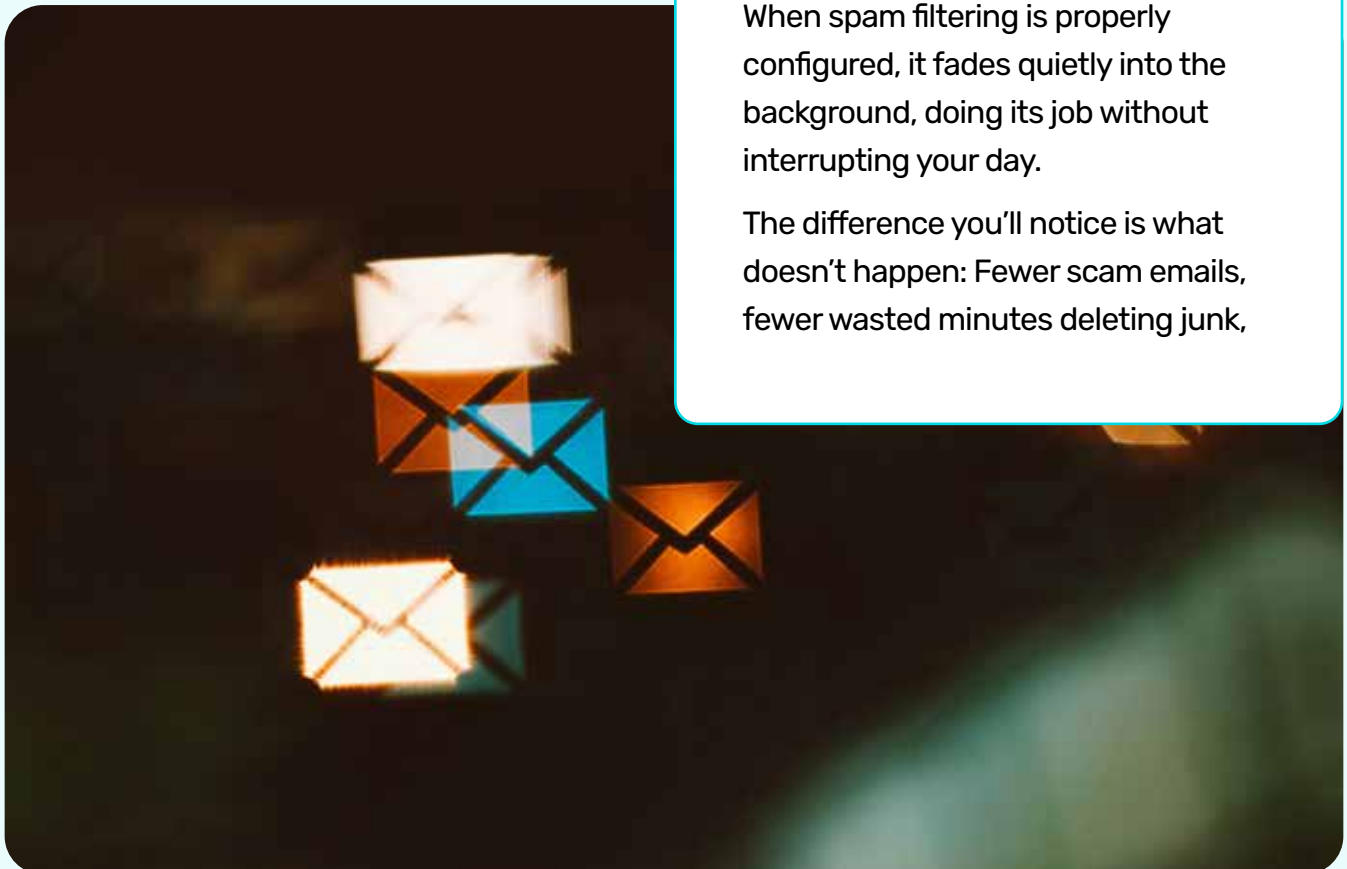 When spam filtering is properly
configured, it fades quietly into the
background, doing its job without
interrupting your day.
The difference you’ll notice is what
doesn’t happen: Fewer scam emails,
fewer wasted minutes deleting junk,